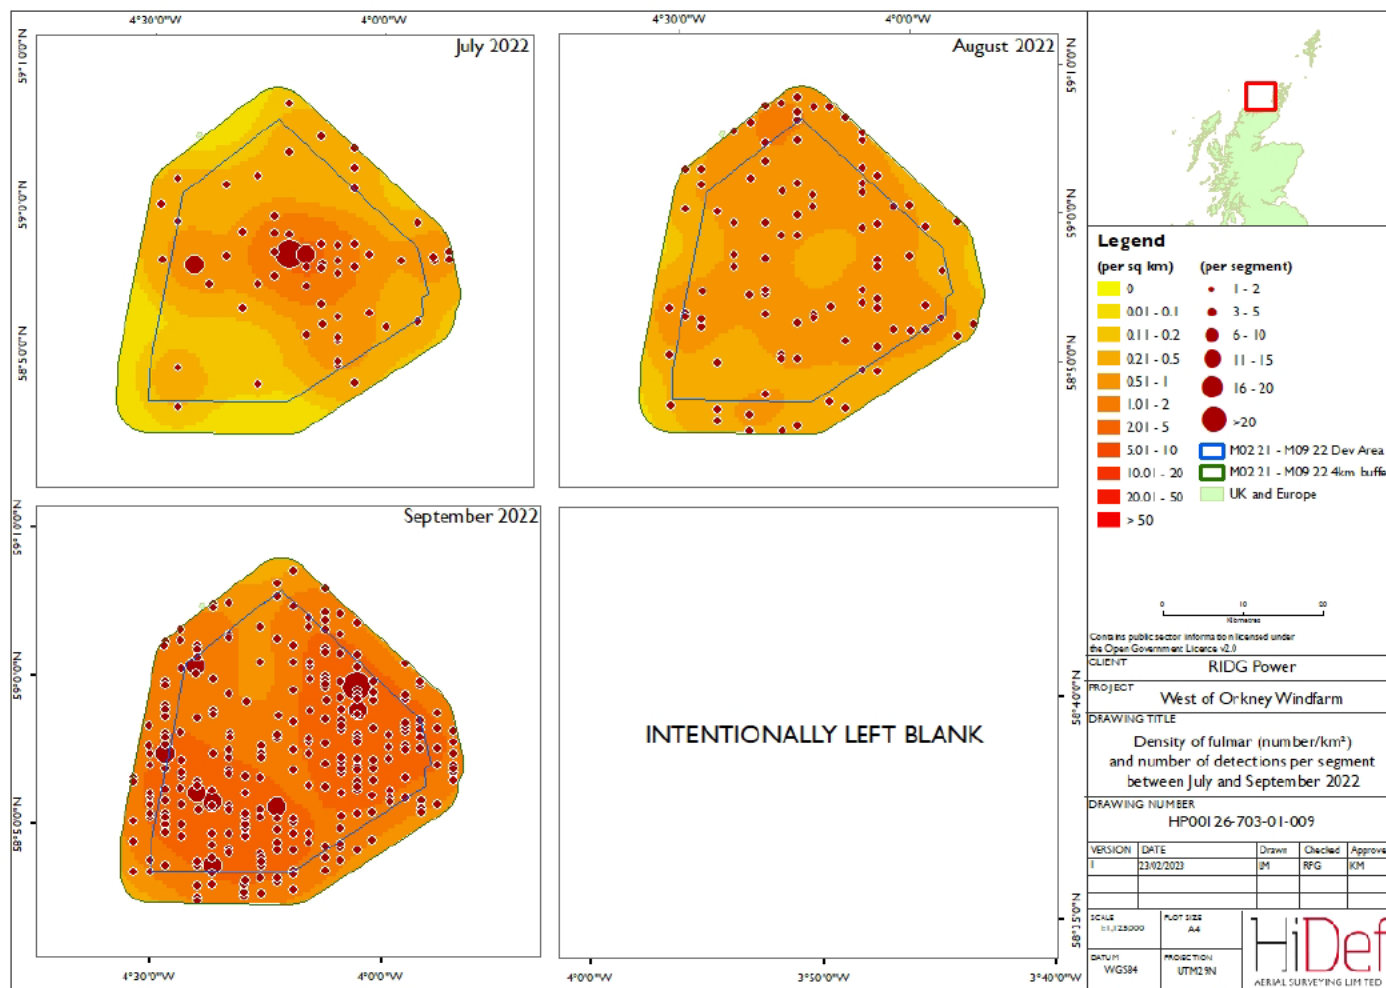 4°30'0"W
4°0'0"W
4°30'0"W
4°0'0"W
July 2022
August 2022
59°10'0"N
59°0'0"N
58°50'0"N
59°10'0"N
59°0'0"N
58°50'0"N
September 2022
59°10'0"N
59°0'0"N
58°50'0"N
INTENTIONALLY LEFT BLANK
58°40'0"N
58°15'0"N
4°30'0"W
4°0'0"W
4°0'0"W
3°50'0"W
3°40'0"W
Legend
(per sq km)
(per segment)
0
1 - 2
0.01 - 0.1
3 - 5
0.11 - 0.2
6 - 10
0.21 - 0.5
11 - 15
0.51 - 1
16 - 20
1.01 - 2
>20
2.01 - 5
M02 21 - M09 22 Dev Area
5.01 - 10
M02 21 - M09 22 4km buffe
10.01 - 20
UK and Europe
20.01 - 50
> 50
0 10 20
Kilometres
Contains public sector information licensed under
the Open Government Licence v2.0
CLIENT
RIDG Power
PROJECT
West of Orkney Windfarm
DRAWING TITLE
Density of fulmar (number/km²)
and number of detections per segment
between July and September 2022
DRAWING NUMBER
HP00126-703-01-009
VERSION DATE Drawn Checked Approve
1 23/02/2023 RFG KM
SCALE
PLOT SIZE
A4
DATUM
WGS84
PROJECTION
UTM29N
HiDef
AERIAL SURVEYING LIMITED